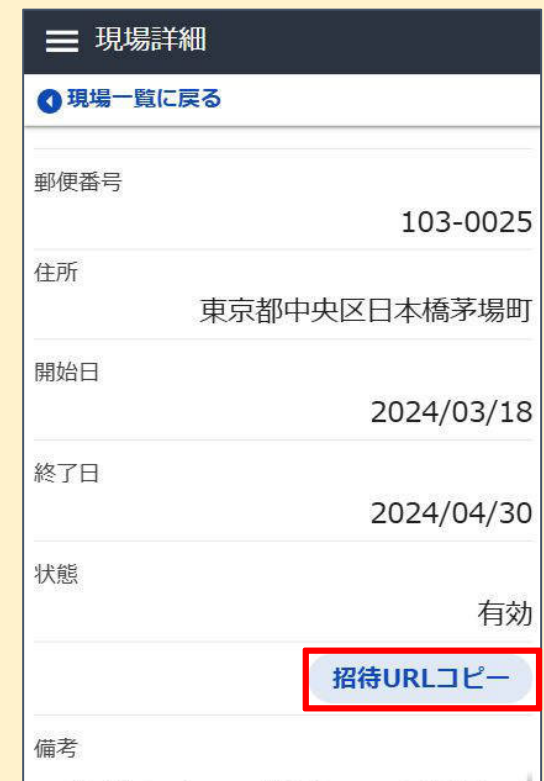 現場詳細
現場一覧に戻る
郵便番号
103-0025
住所
東京都中央区日本橋茅場町
開始日
2024/03/18
終了日
2024/04/30
状態
有効
招待URLコピー
備考